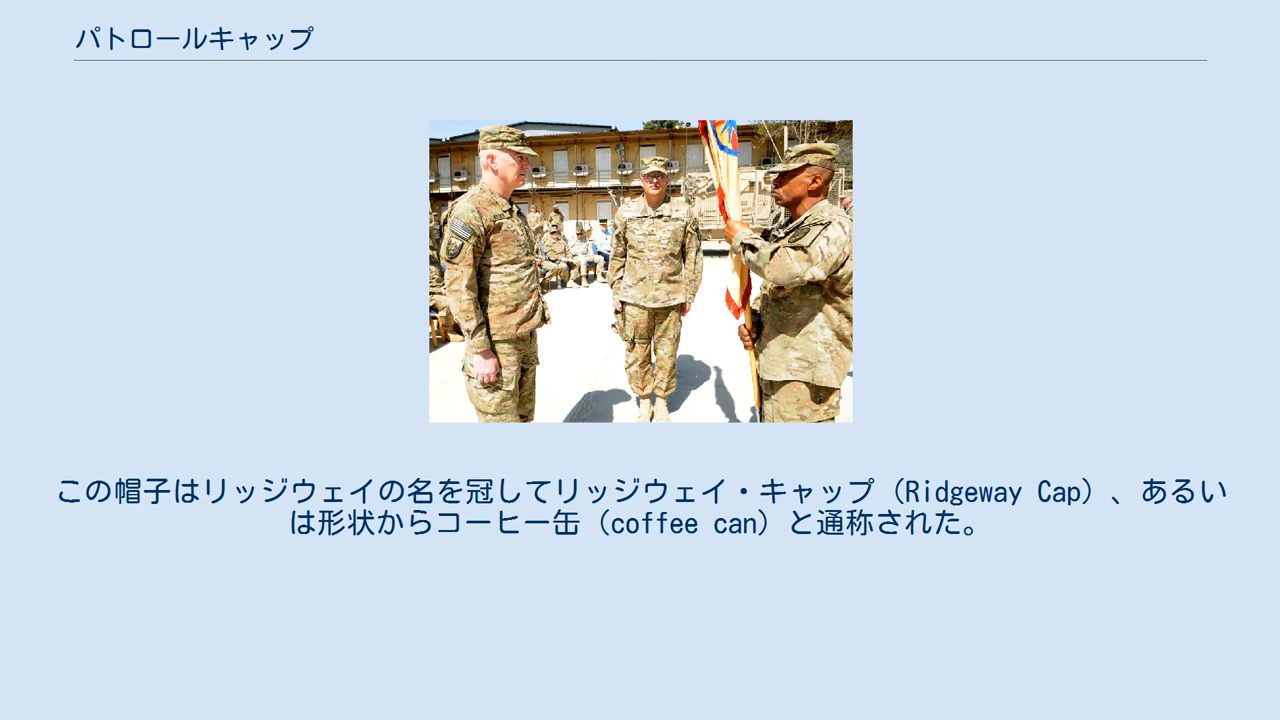 パトロールキャップ
この帽子はリッジウェイの名を冠してリッジウェイ・キャップ（Ridgeway Cap）、あるい
は形状からコーヒー缶（coffee can）と通称された。